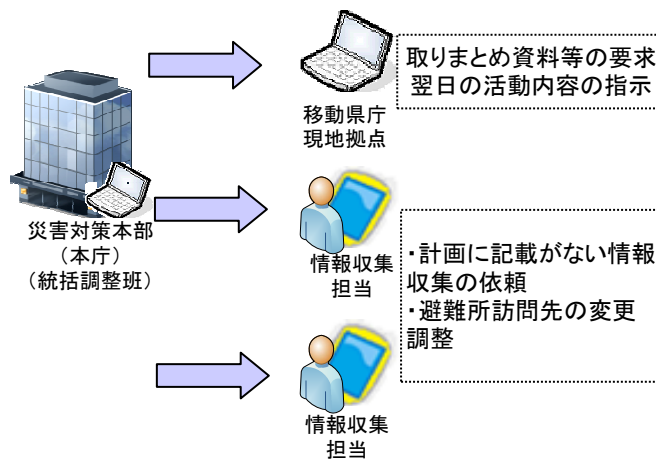 災害対策本部
（本庁）
（統括調整班）
移動県庁
現地拠点
取りまとめ資料等の要求
翌日の活動内容の指示
情報収集
担当
・計画に記載がない情報
収集の依頼
・避難所訪問先の変更
調整
情報収集
担当